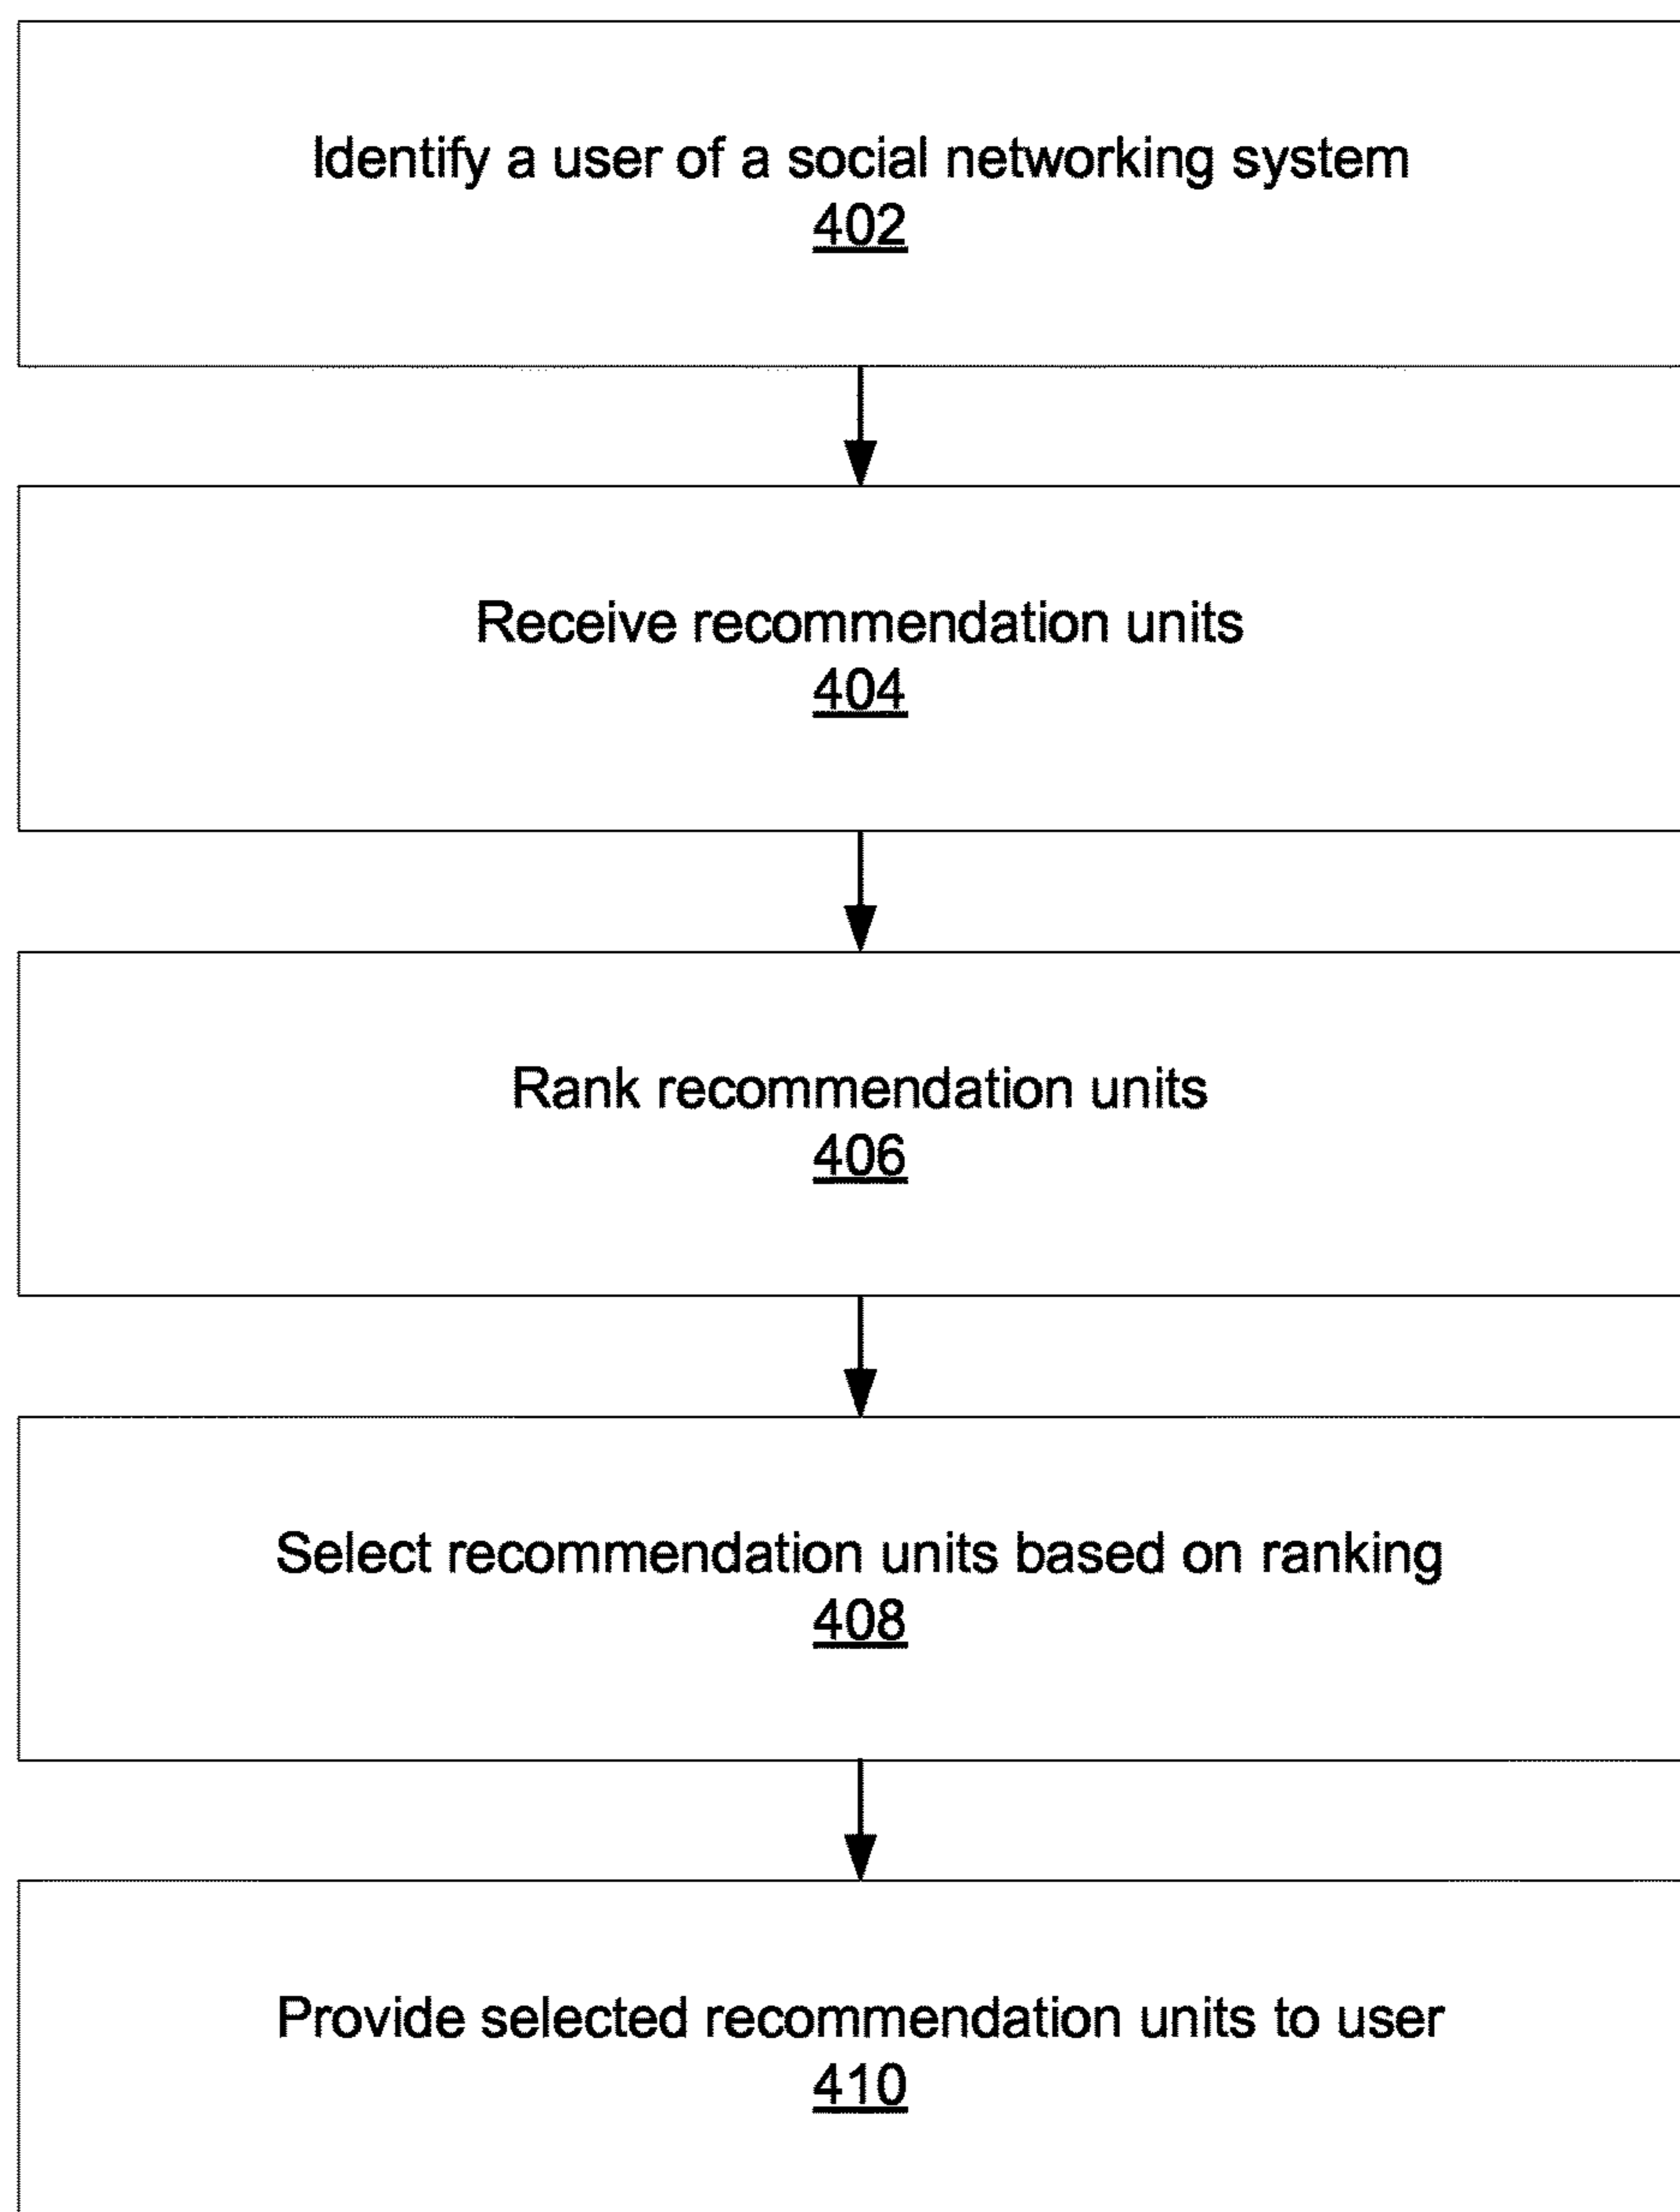 Identify a user of a social networking system
402
Receive recommendation units
404
Rank recommendation units
406
Select recommendation units based on ranking
408
Provide selected recommendation units to user
410